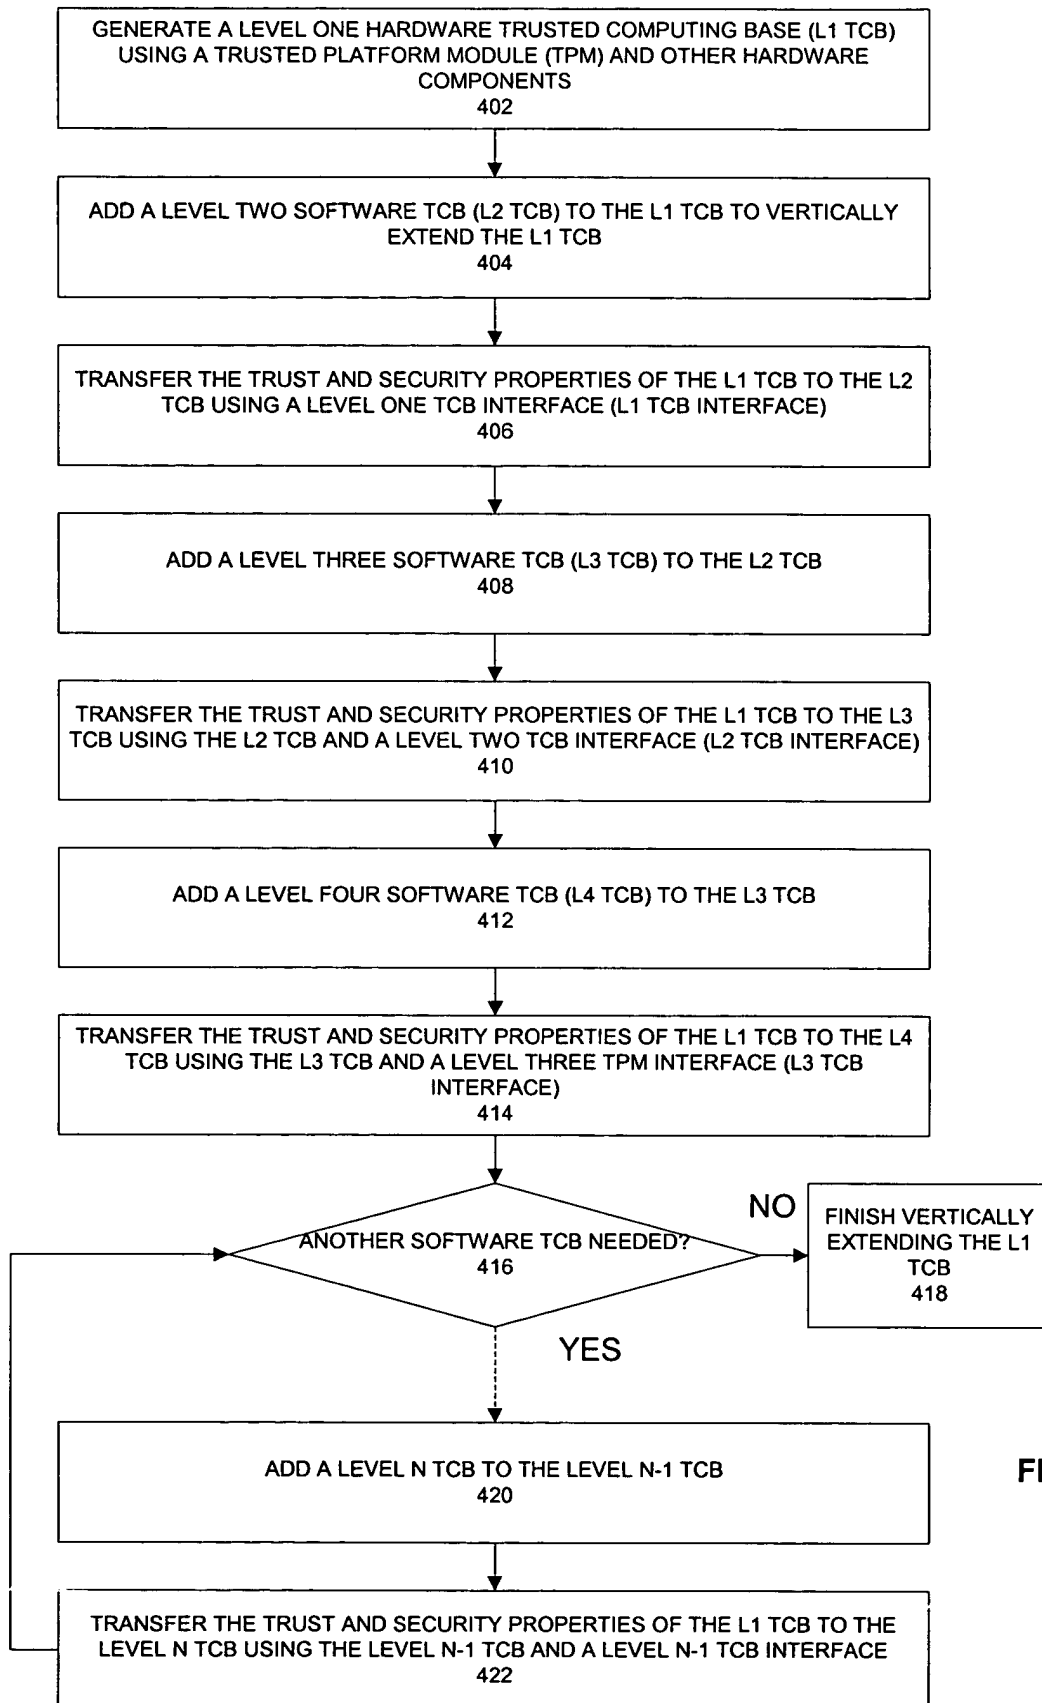 GENERATE A LEVEL ONE HARDWARE TRUSTED COMPUTING BASE (L1 TCB)
USING A TRUSTED PLATFORM MODULE (TPM) AND OTHER HARDWARE
COMPONENTS
402
ADD A LEVEL TWO SOFTWARE TCB (L2 TCB) TO THE L1 TCB TO VERTICALLY
EXTEND THE L1 TCB
404
TRANSFER THE TRUST AND SECURITY PROPERTIES OF THE L1 TCB TO THE L2
TCB USING A LEVEL ONE TCB INTERFACE (L1 TCB INTERFACE)
406
ADD A LEVEL THREE SOFTWARE TCB (L3 TCB) TO THE L2 TCB
408
TRANSFER THE TRUST AND SECURITY PROPERTIES OF THE L1 TCB TO THE L3
TCB USING THE L2 TCB AND A LEVEL TWO TCB INTERFACE (L2 TCB INTERFACE)
410
ADD A LEVEL FOUR SOFTWARE TCB (L4 TCB) TO THE L3 TCB
412
TRANSFER THE TRUST AND SECURITY PROPERTIES OF THE L1 TCB TO THE L4
TCB USING THE L3 TCB AND A LEVEL THREE TPM INTERFACE (L3 TCB
INTERFACE)
414
ANOTHER SOFTWARE TCB NEEDED?
416
NO
FINISH VERTICALLY
EXTENDING THE L1
TCB
418
YES
ADD A LEVEL N TCB TO THE LEVEL N-1 TCB
420
TRANSFER THE TRUST AND SECURITY PROPERTIES OF THE L1 TCB TO THE
LEVEL N TCB USING THE LEVEL N-1 TCB AND A LEVEL N-1 TCB INTERFACE
422